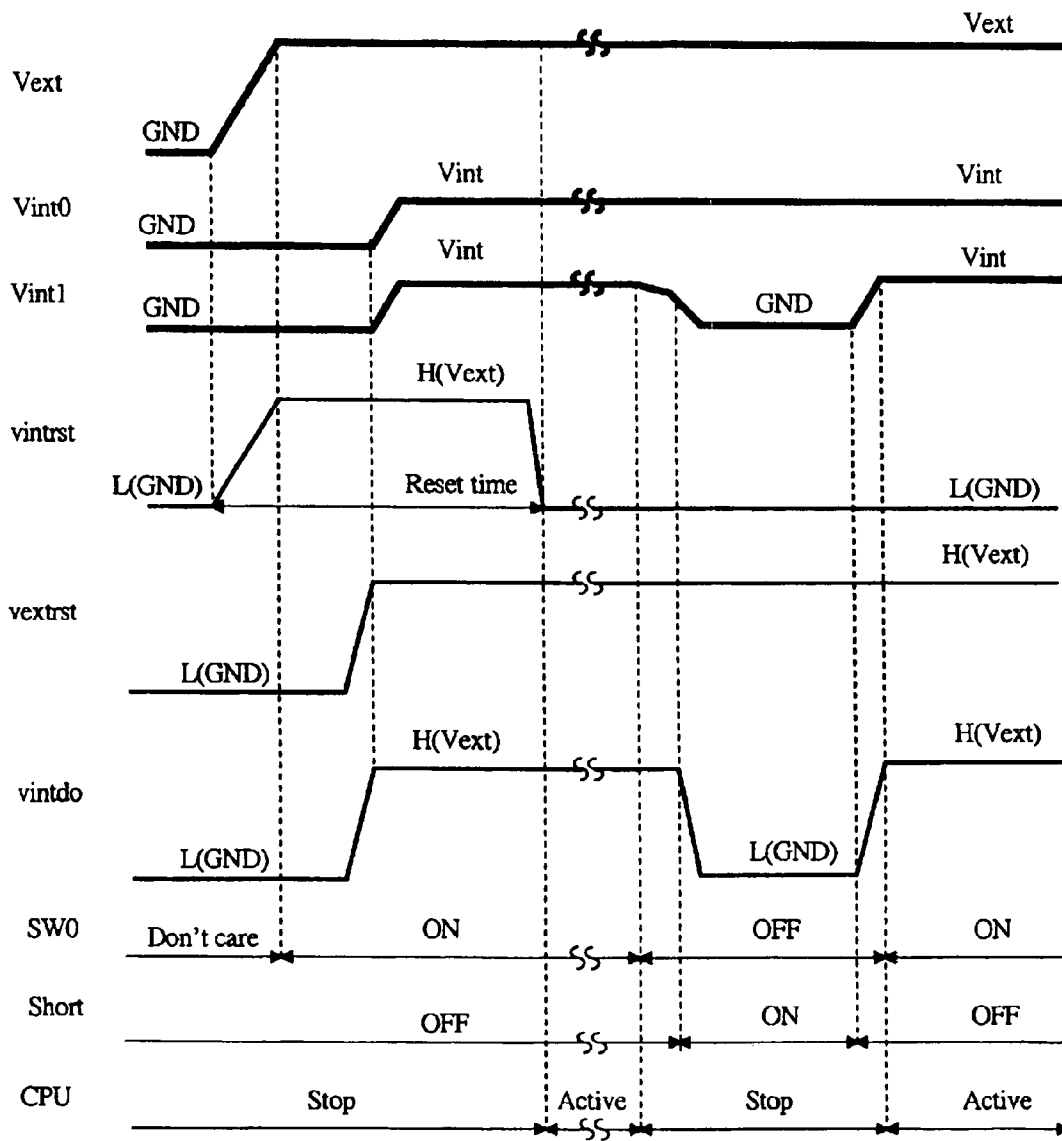 Vext
Vext
GND
Vint0
Vint
Vint
GND
Vint1
Vint
Vint
GND
GND
vintrst
H(Vext)
L(GND)
Reset time
L(GND)
vextrst
H(Vext)
L(GND)
vintdo
H(Vext)
H(Vext)
L(GND)
L(GND)
SW0
Don't care
ON
OFF
ON
Short
OFF
ON
OFF
CPU
Stop
Active
Stop
Active